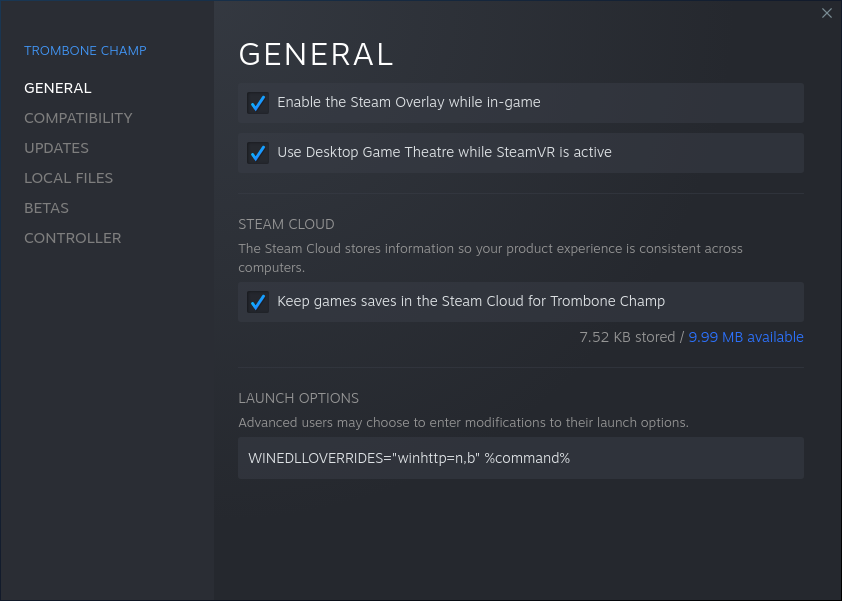 TROMBONE CHAMP
GENERAL
COMPATIBILITY
UPDATES
LOCAL FILES
BETAS
CONTROLLER
GENERAL
Enable the Steam Overlay while in-game
Use Desktop Game Theatre while SteamVR is active
STEAM CLOUD
The Steam Cloud stores information so your product experience is consistent across
computers.
Keep games saves in the Steam Cloud for Trombone Champ
7.52 KB stored / 9.99 MB available
LAUNCH OPTIONS
Advanced users may choose to enter modifications to their launch options.
WINEDLLOVERRIDES="winhttp=n,b" %command%